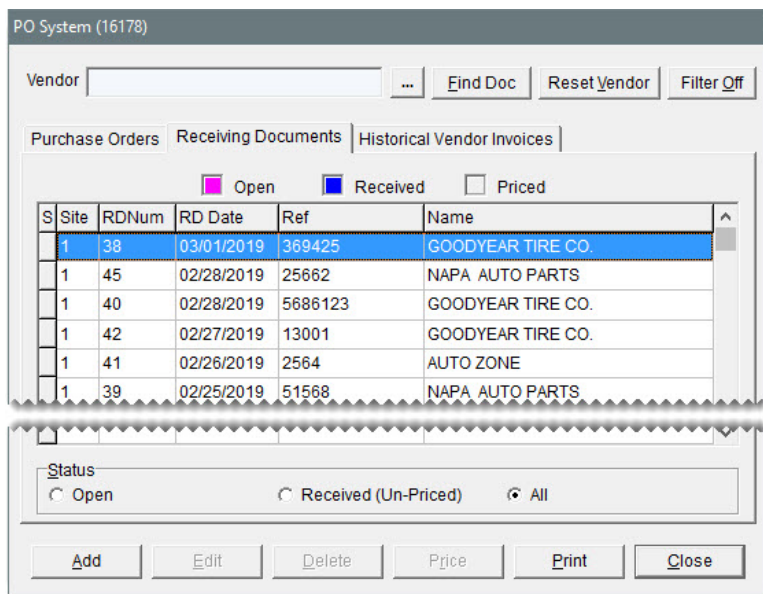 PO System (16178)
Vendor ... Find Doc Reset Vendor Filter Off
Purchase Orders Receiving Documents Historical Vendor Invoices
Open Received Priced
S Site RDNum RD Date Ref Name
1 38 03/01/2019 369425 GOODYEAR TIRE CO.
1 45 02/28/2019 25662 NAPA AUTO PARTS
1 40 02/28/2019 5686123 GOODYEAR TIRE CO.
1 42 02/27/2019 13001 GOODYEAR TIRE CO.
1 41 02/26/2019 2564 AUTO ZONE
1 39 02/25/2019 51568 NAPA AUTO PARTS
Status
Open Received (Un-Priced) All
Add Edit Delete Price Print Close